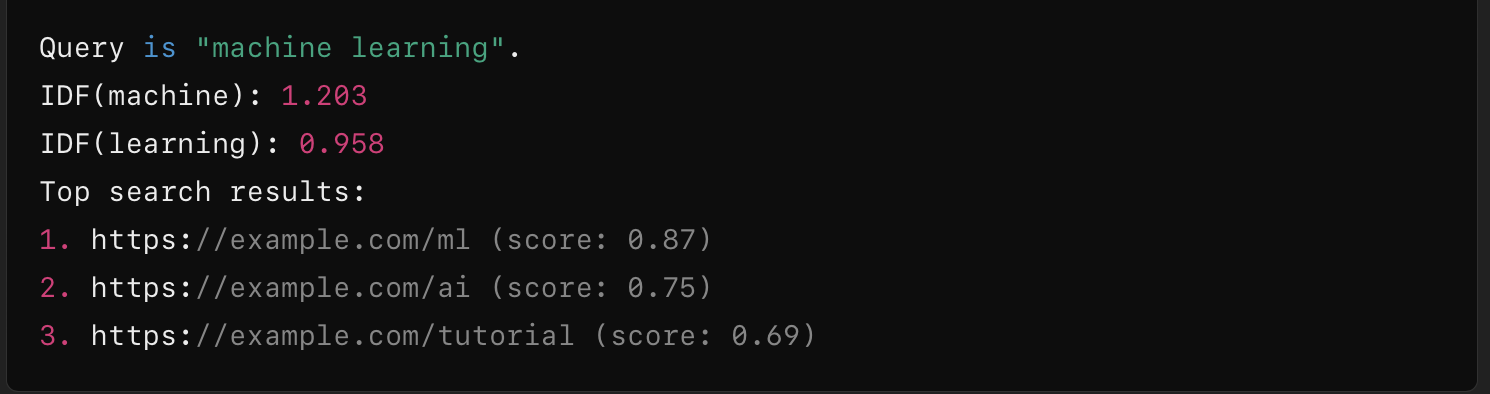 Query is "machine learning".
IDF(machine): 1.203
IDF(learning): 0.958
Top search results:
1. https://example.com/ml (score: 0.87)
2. https://example.com/ai (score: 0.75)
3. https://example.com/tutorial (score: 0.69)